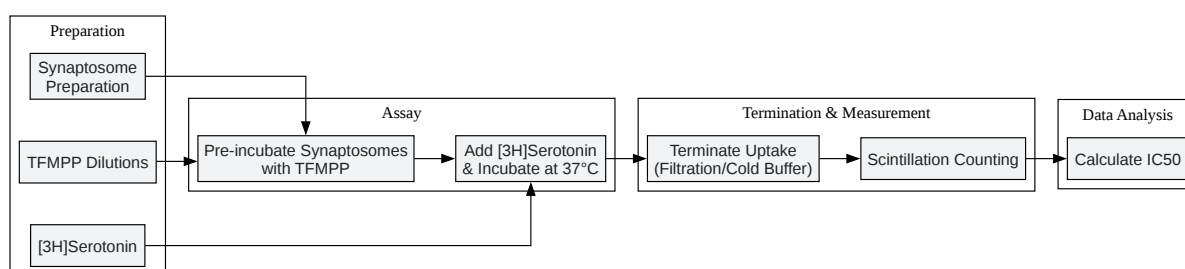 Preparation
Synaptosome
Preparation
TFMPP Dilutions
[3H]Serotonin
Assay
Pre-incubate Synaptosomes
with TFMPP
Add [3H]Serotonin
& Incubate at 37°C
Termination & Measurement
Terminate Uptake
(Filtration/Cold Buffer)
Scintillation Counting
Data Analysis
Calculate IC50